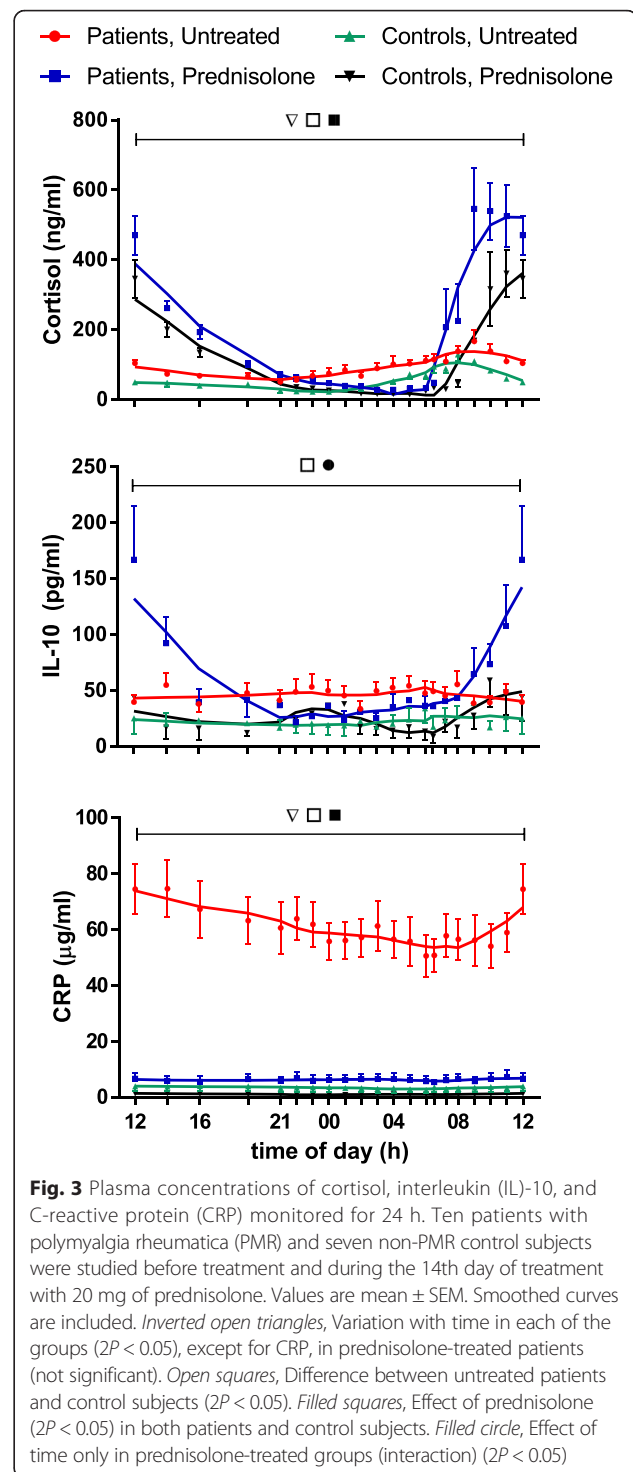 Patients, Untreated
Controls, Untreated
Patients, Prednisolone
Controls, Prednisolone
800
600
400
200
0
Cortisol (ng/ml)
250
200
150
100
50
0
IL-10 (pg/ml)
100
80
60
40
20
0
CRP (μg/ml)
12 16 21 00 04 08 12
time of day (h)
Fig. 3 Plasma concentrations of cortisol, interleukin (IL)-10, and
C-reactive protein (CRP) monitored for 24 h. Ten patients with
polymyalgia rheumatica (PMR) and seven non-PMR control subjects
were studied before treatment and during the 14th day of treatment
with 20 mg of prednisolone. Values are mean ± SEM. Smoothed curves
are included. Inverted open triangles, Variation with time in each of the
groups (2P < 0.05), except for CRP, in prednisolone-treated patients
(not significant). Open squares, Difference between untreated patients
and control subjects (2P < 0.05). Filled squares, Effect of prednisolone
(2P < 0.05) in both patients and control subjects. Filled circle, Effect of
time only in prednisolone-treated groups (interaction) (2P < 0.05)